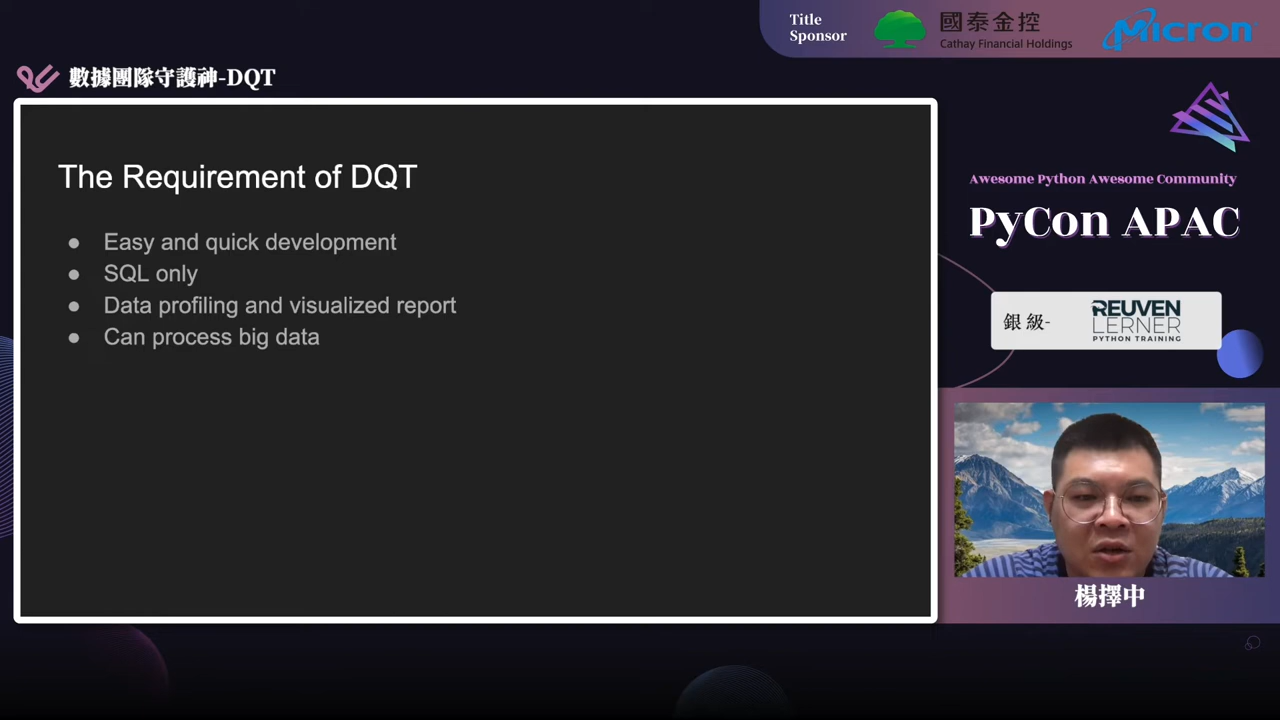 Title
Sponsor
國泰金控
Cathay Financial Holdings
Micron
數據團隊守護神-DQT
The Requirement of DQT
● Easy and quick development
● SQL only
● Data profiling and visualized report
● Can process big data
Awesome Python Awesome Community
PyCon APAC
銀級-
REUVEN
LERNER
PYTHON TRAINING
楊擇中